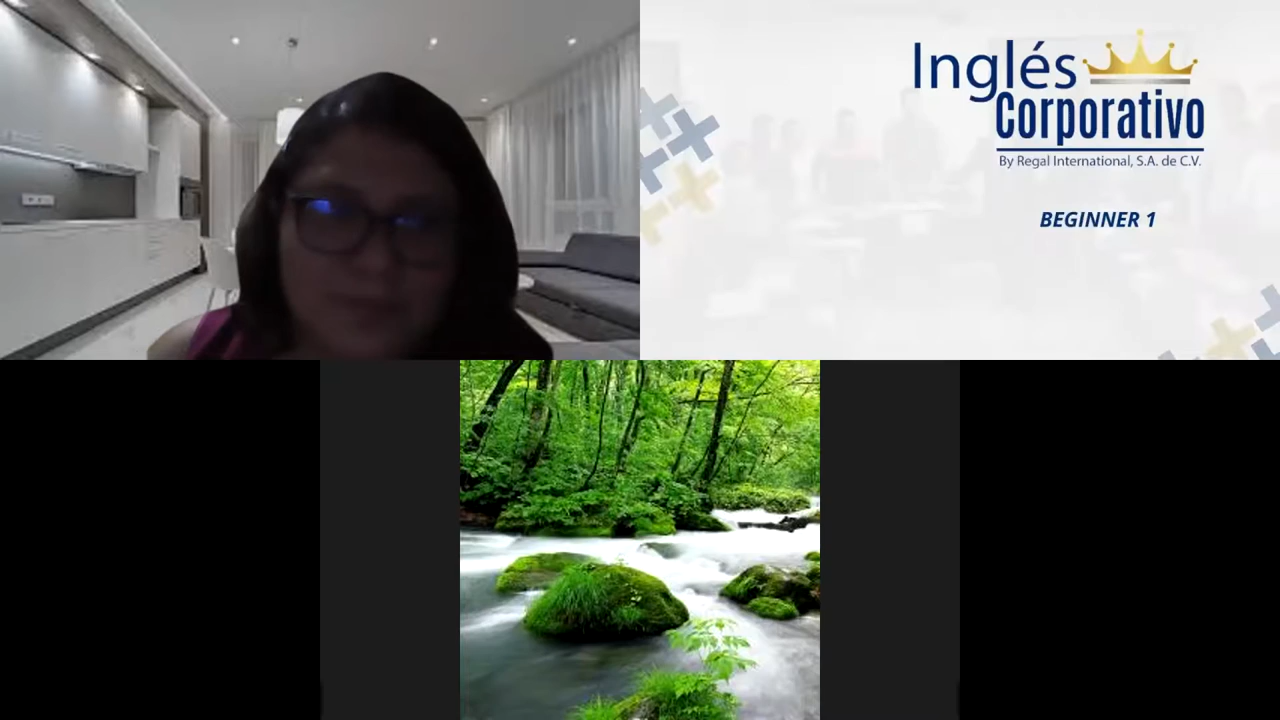 Inglés
Corporativo
By Regal International, S.A. de C.V.
BEGINNER 1